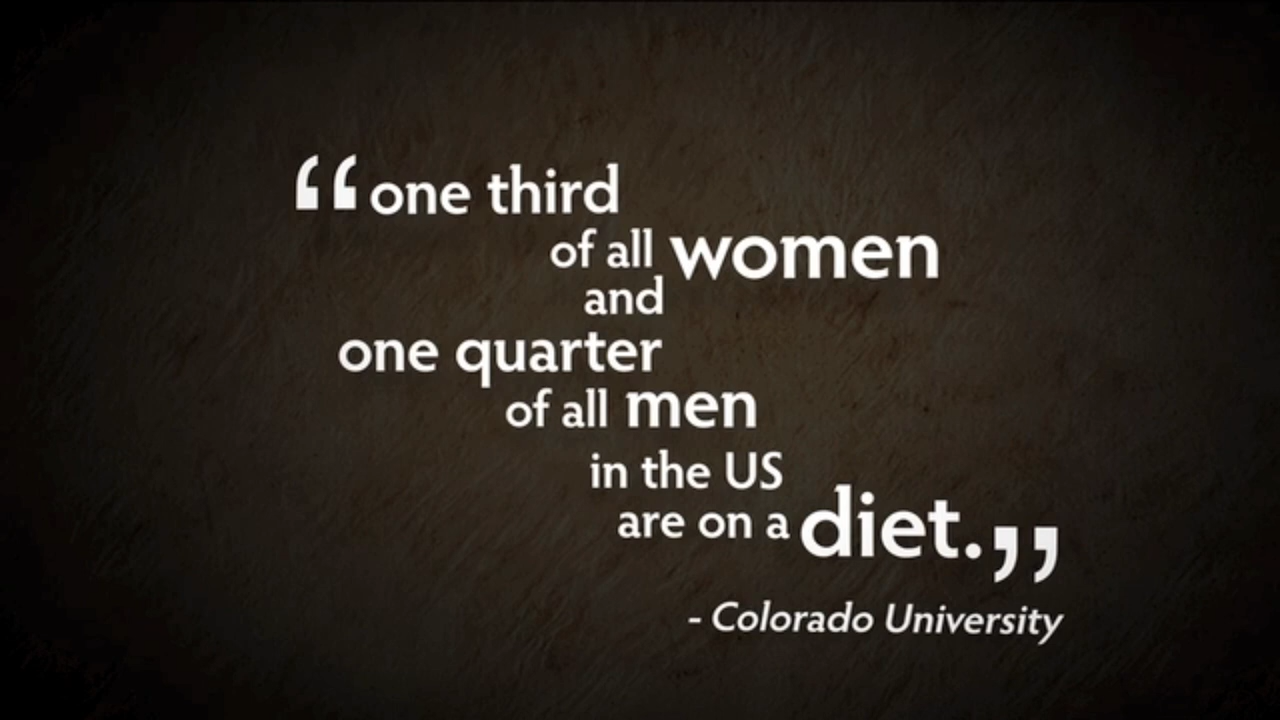 “one third
of all women
and
one quarter
of all men
in the US
are on a diet.”
- Colorado University